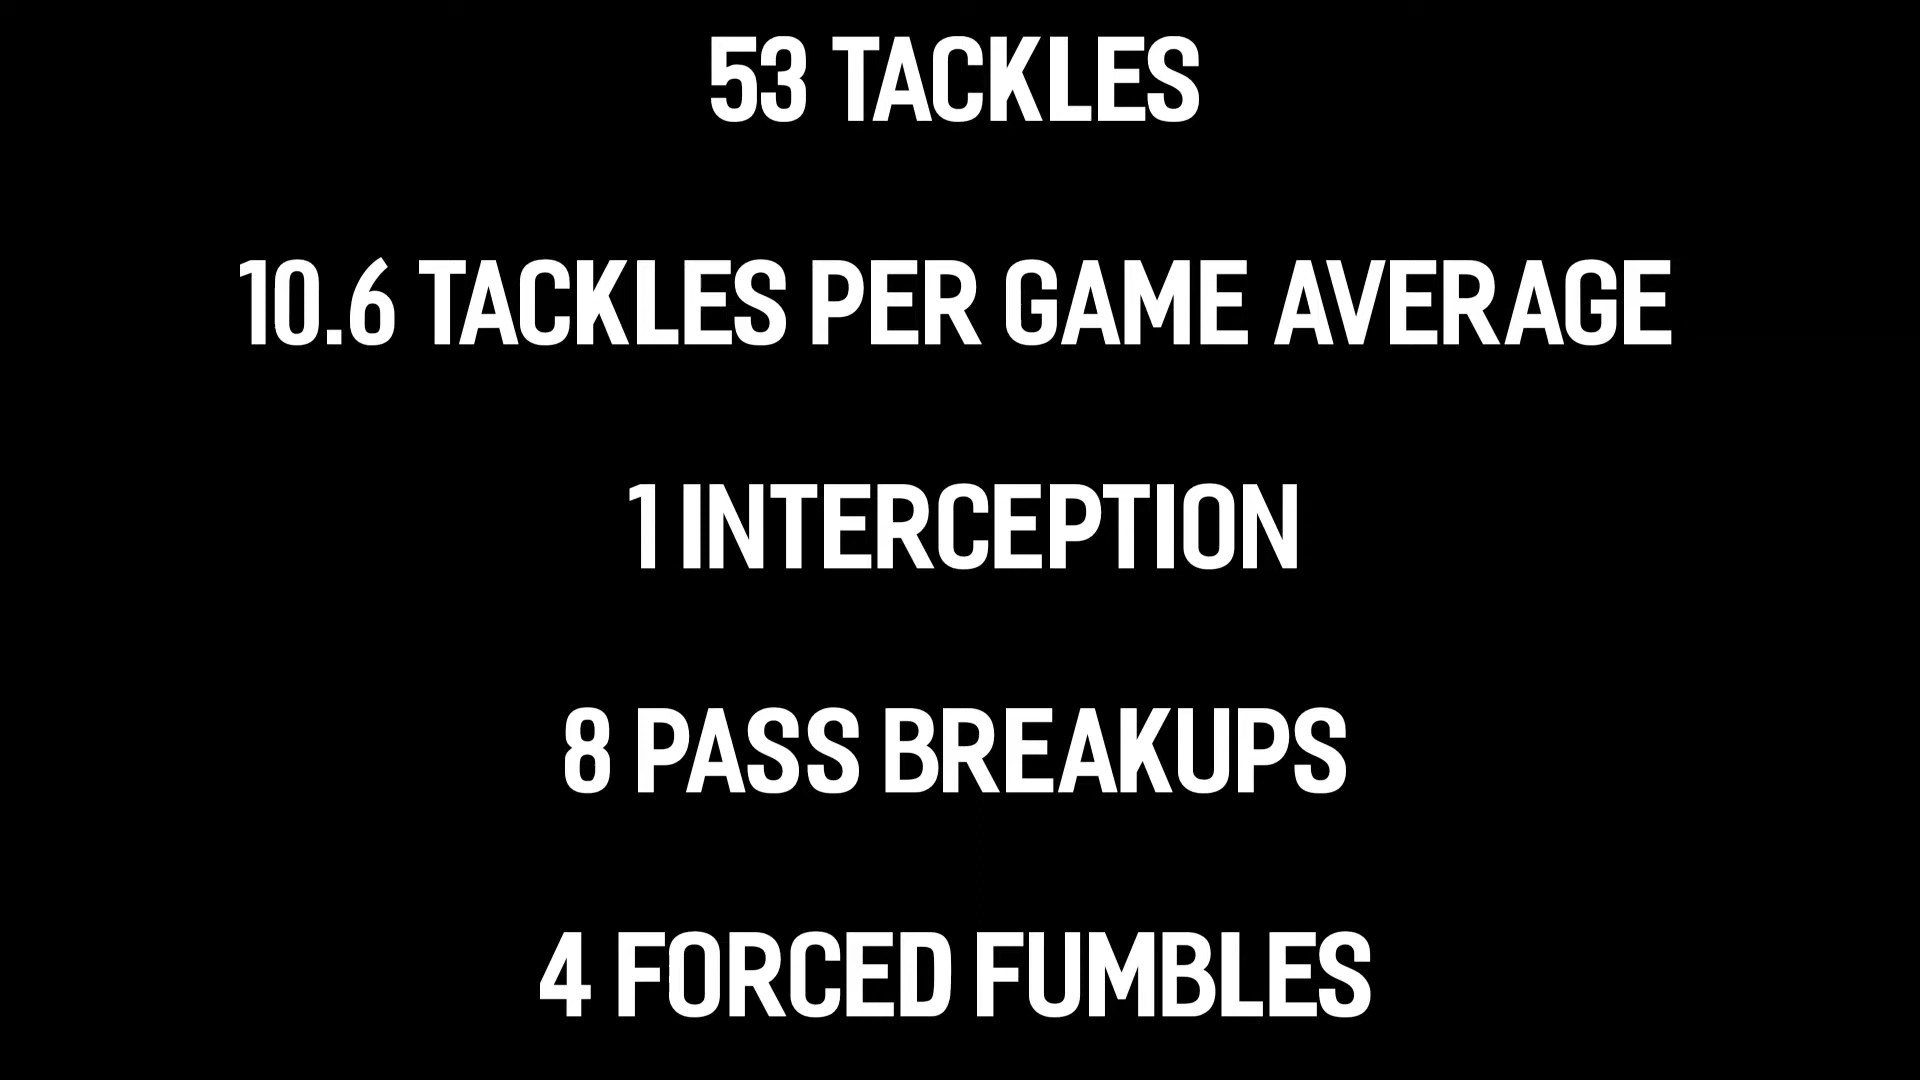 53 TACKLES
10.6 TACKLES PER GAME AVERAGE
1 INTERCEPTION
8 PASS BREAKUPS
4 FORCED FUMBLES